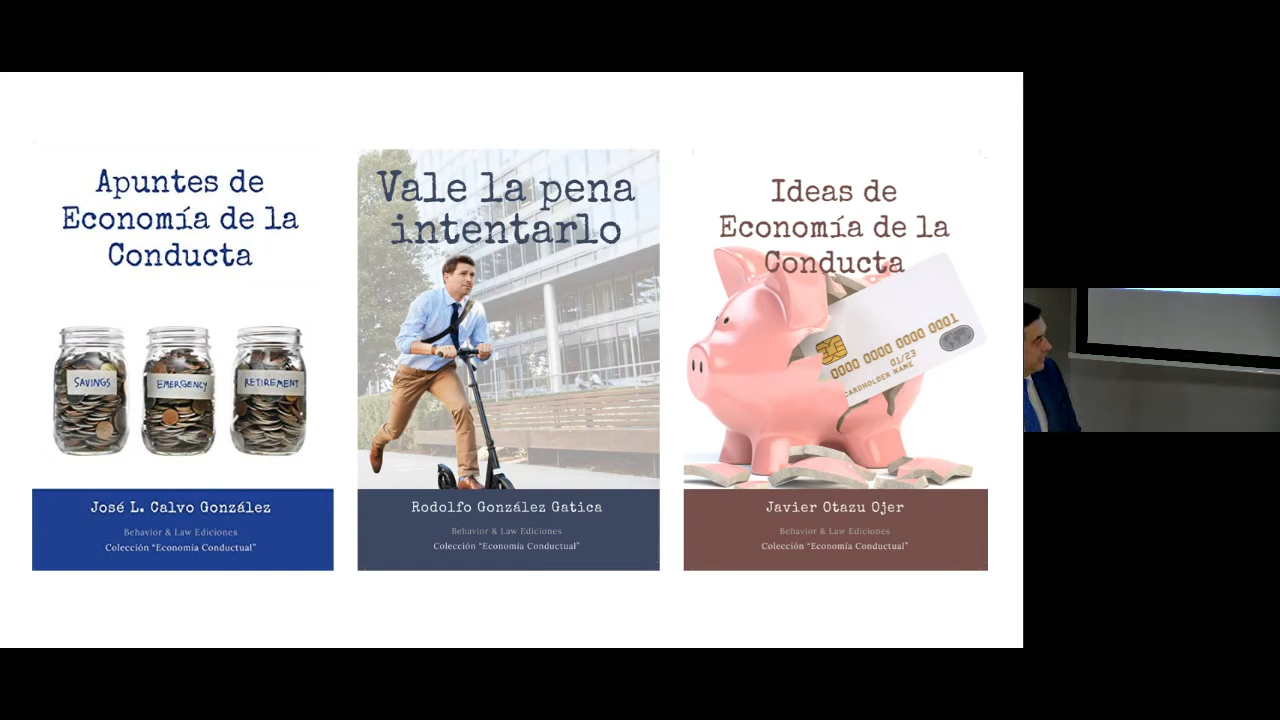 Apuntes de
Economía de la
Conducta
SAVINGS
EMERGENCY
RETIREMENT
José L. Calvo González
Behavior & Law Ediciones
Colección "Economía Conductual"
Vale la pena
intentarlo
Rodolfo González Gatica
Behavior & Law Ediciones
Colección "Economía Conductual"
Ideas de
Economía de la
Conducta
0000 0000 0000 0001
01/23
CARDHOLDER NAME
Javier Otazu Ojer
Behavior & Law Ediciones
Colección "Economía Conductual"